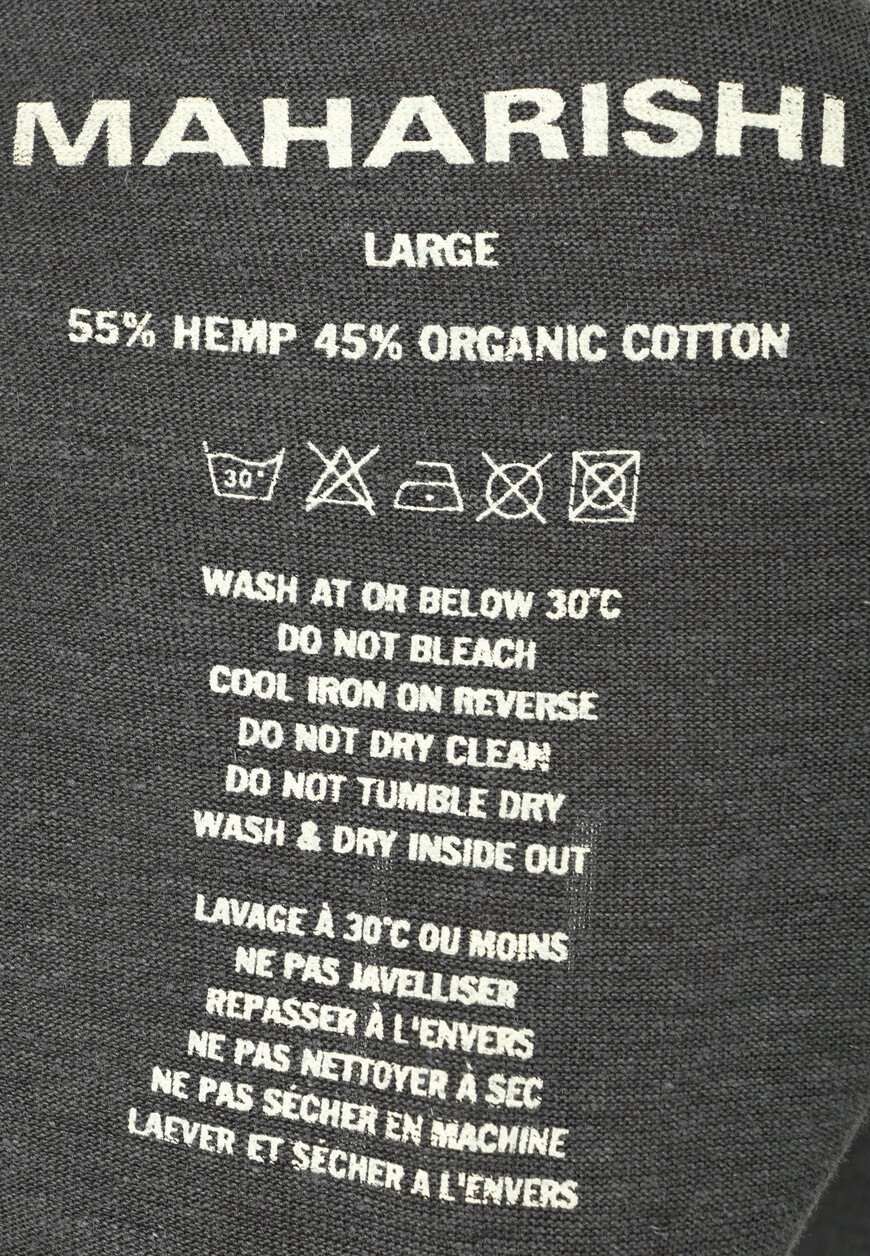 MAHARISHI
LARGE
55% HEMP 45% ORGANIC COTTON
30°
WASH AT OR BELOW 30°C
DO NOT BLEACH
COOL IRON ON REVERSE
DO NOT DRY CLEAN
DO NOT TUMBLE DRY
WASH & DRY INSIDE OUT
LAVAGE À 30°C OU MOINS
NE PAS JAVELLISER
REPASSER À L'ENVERS
NE PAS NETTOYER À SEC
NE PAS SÉCHER EN MACHINE
LAEVER ET SÉCHER A L'ENVERS